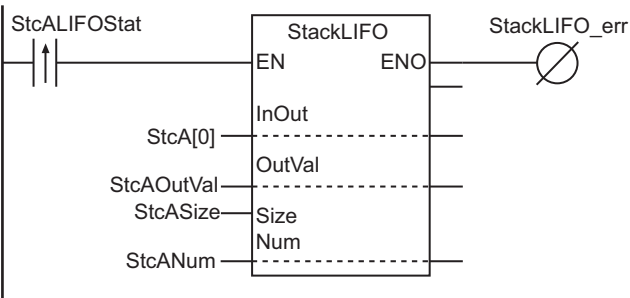 StcALIFOStat
StackLIFO
StackLIFO_err
EN
ENO
InOut
StcA[0]
OutVal
StcAOutVal
StcASize
Size
Num
StcANum